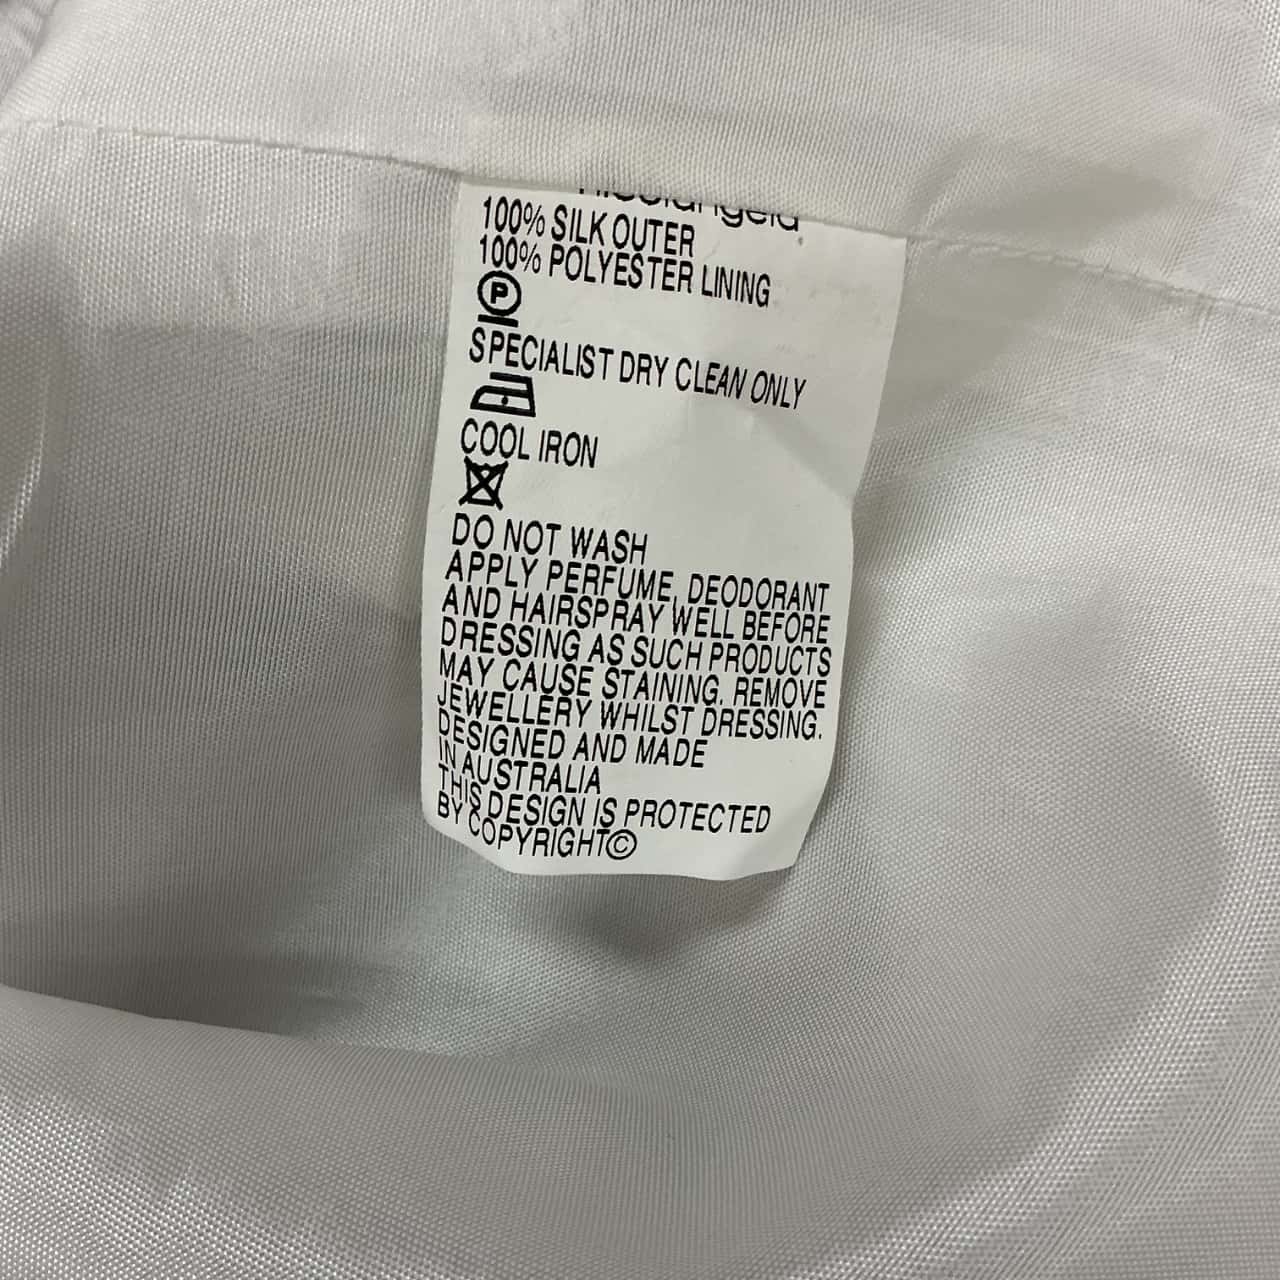 nicolangela
100% SILK OUTER
100% POLYESTER LINING
P
SPECIALIST DRY CLEAN ONLY
COOL IRON
DO NOT WASH
APPLY PERFUME, DEODORANT
AND HAIRSPRAY WELL BEFORE
DRESSING AS SUCH PRODUCTS
MAY CAUSE STAINING. REMOVE
JEWELLERY WHILST DRESSING.
DESIGNED AND MADE
IN AUSTRALIA
THIS DESIGN IS PROTECTED
BY COPYRIGHT©